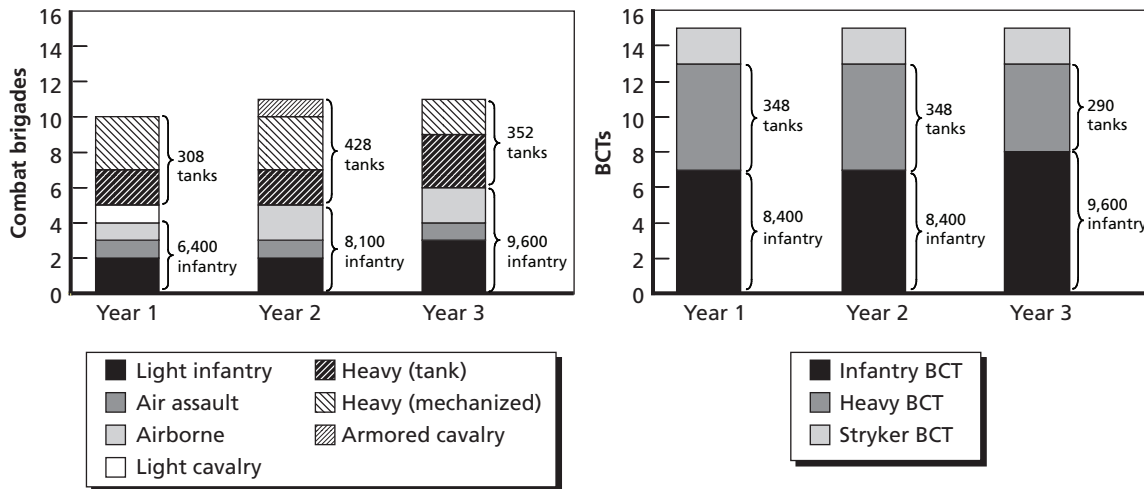 Combat brigades
16
14
12
10
8
6
4
2
0
308
tanks
6,400
infantry
428
tanks
8,100
infantry
352
tanks
9,600
infantry
Year 1
Year 2
Year 3
Light infantry
Air assault
Airborne
Light cavalry
Heavy (tank)
Heavy (mechanized)
Armored cavalry
BCTs
16
14
12
10
8
6
4
2
0
348
tanks
8,400
infantry
348
tanks
8,400
infantry
290
tanks
9,600
infantry
Year 1
Year 2
Year 3
Infantry BCT
Heavy BCT
Stryker BCT